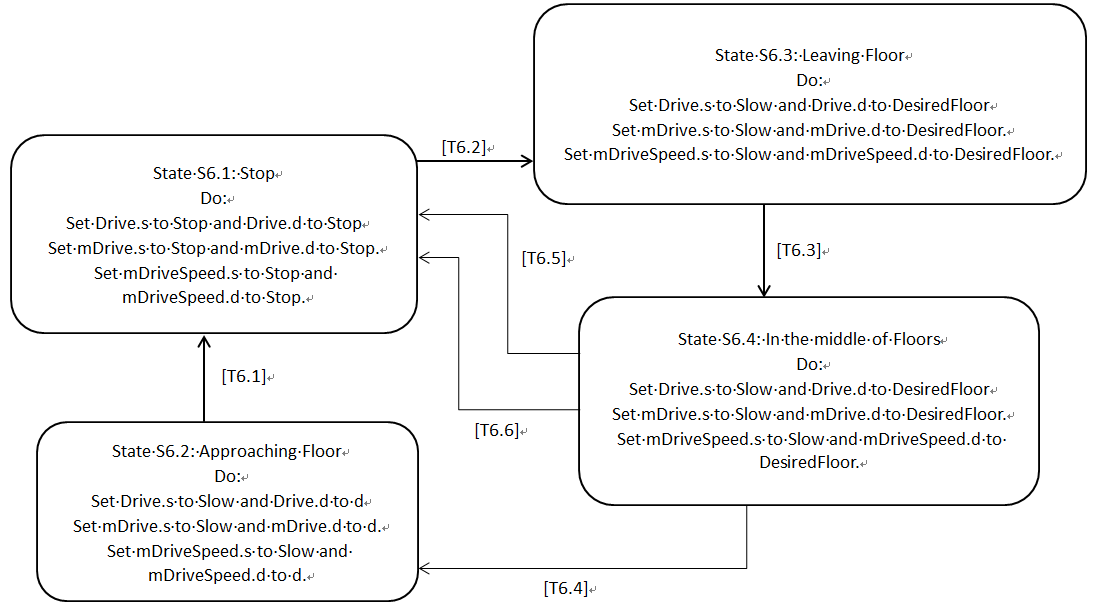 State S6.3: Leaving Floor
Do:
Set Drive.s to Slow and Drive.d to DesiredFloor
Set mDrive.s to Slow and mDrive.d to DesiredFloor.
Set mDriveSpeed.s to Slow and mDriveSpeed.d to DesiredFloor.
[T6.2]
State S6.1: Stop
Do:
Set Drive.s to Stop and Drive.d to Stop
Set mDrive.s to Stop and mDrive.d to Stop.
Set mDriveSpeed.s to Stop and
mDriveSpeed.d to Stop.
[T6.5]
[T6.3]
State S6.4: In the middle of Floors
Do:
Set Drive.s to Slow and Drive.d to DesiredFloor
Set mDrive.s to Slow and mDrive.d to DesiredFloor.
Set mDriveSpeed.s to Slow and mDriveSpeed.d to
DesiredFloor.
[T6.1]
[T6.6]
State S6.2: Approaching Floor
Do:
Set Drive.s to Slow and Drive.d to d
Set mDrive.s to Slow and mDrive.d to d.
Set mDriveSpeed.s to Slow and
mDriveSpeed.d to d.
[T6.4]